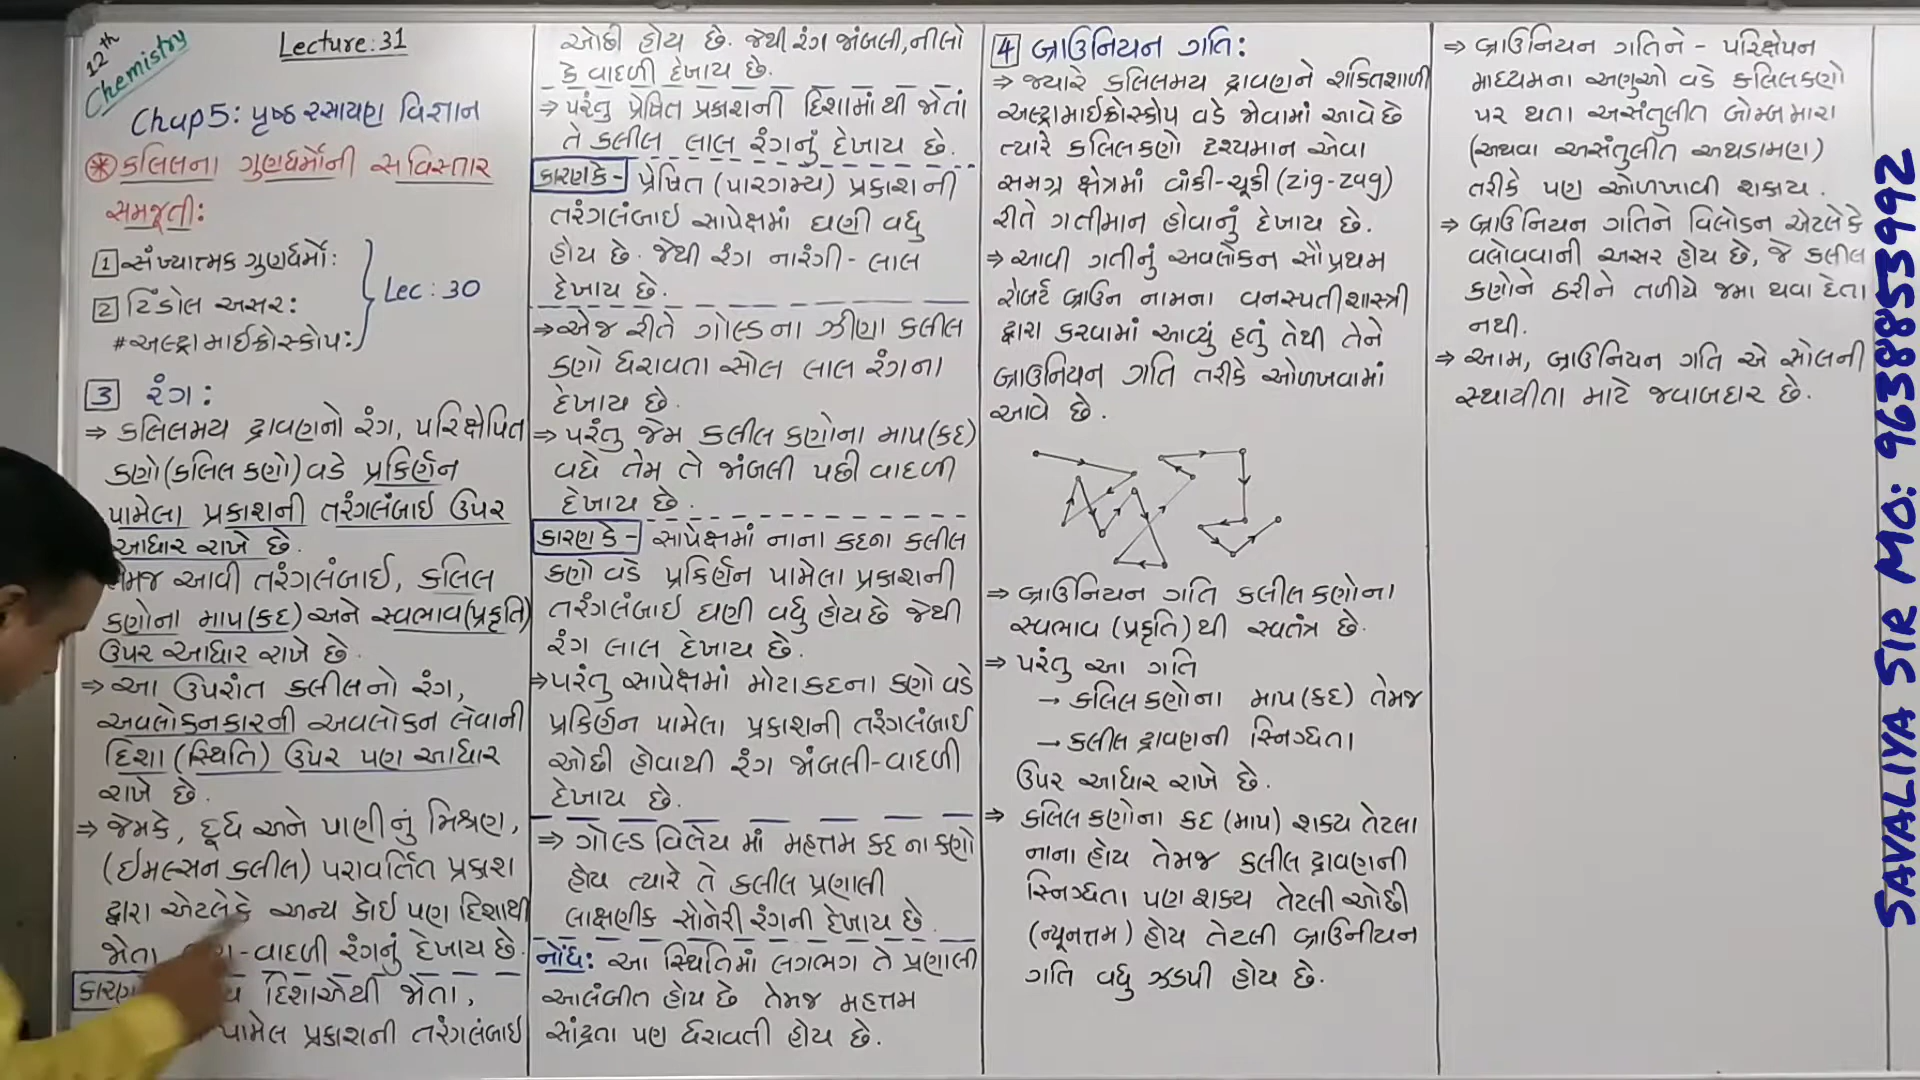 12th
Chemistry
Lecture: 31
Chap 5: પૃષ્ઠ રસાયણ વિજ્ઞાન
* કલિલના ગુણધર્મોની સવિસ્તાર
સમજૂતી:
1 સંખ્યાત્મક ગુણધર્મો:
2 ટિંડોલ અસર:
# અલ્ટ્રામાઈક્રોસ્કોપ:
Lec: 30
3 રંગ:
⇒ કલિલમય દ્રાવણનો રંગ, પરિક્ષેપિત
કણો (કલિલ કણો) વડે પ્રકિર્ણન
પામેલા પ્રકાશની તરંગલંબાઈ ઉપર
આધાર રાખે છે.
તેમજ આવી તરંગલંબાઈ, કલિલ
કણોના માપ(કદ) અને સ્વભાવ(પ્રકૃતિ)
ઉપર આધાર રાખે છે.
⇒ આ ઉપરાંત કલીલનો રંગ,
અવલોકનકારની અવલોકન લેવાની
દિશા (સ્થિતિ) ઉપર પણ આધાર
રાખે છે.
⇒ જેમકે, દૂધ અને પાણીનું મિશ્રણ,
(ઈમલ્સન કલીલ) પરાવર્તિત પ્રકાશ
દ્વારા એટલેકે અન્ય કોઈ પણ દિશાથી
જોતા -વાદળી રંગનું દેખાય છે.
દિશાએથી જોતા,
પામેલ પ્રકાશની તરંગલંબાઈ
ઓછી હોય છે. જેથી રંગ જાંબલી, નીલો
કે વાદળી દેખાય છે.
⇒ પરંતુ પ્રેષિત પ્રકાશની દિશામાં થી જોતાં
તે કલીલ લાલ રંગનું દેખાય છે.
કારણ કે - પ્રેષિત (પારગમ્ય) પ્રકાશની
તરંગલંબાઈ સાપેક્ષમાં ઘણી વધુ
હોય છે. જેથી રંગ નારંગી - લાલ
દેખાય છે.
⇒ એજ રીતે ગોલ્ડના ઝીણા કલીલ
કણો ધરાવતા સોલ લાલ રંગના
દેખાય છે.
⇒ પરંતુ જેમ કલીલ કણોના માપ(કદ)
વધે તેમ તે જાંબલી પછી વાદળી
દેખાય છે.
કારણ કે - સાપેક્ષમાં નાના કદના કલીલ
કણો વડે પ્રકિર્ણન પામેલા પ્રકાશની
તરંગલંબાઈ ઘણી વધુ હોય છે જેથી
રંગ લાલ દેખાય છે.
⇒ પરંતુ સાપેક્ષમાં મોટા કદના કણો વડે
પ્રકિર્ણન પામેલા પ્રકાશની તરંગલંબાઈ
ઓછી હોવાથી રંગ જાંબલી-વાદળી
દેખાય છે.
⇒ ગોલ્ડ વિલેય માં મહત્તમ કદ ના કણો
હોય ત્યારે તે કલીલ પ્રણાલી
લાક્ષણીક સોનેરી રંગની દેખાય છે.
નોંધ: આ સ્થિતિમાં લગભગ તે પ્રણાલી
આલંબીત હોય છે તેમજ મહત્તમ
સાંદ્રતા પણ ધરાવતી હોય છે.
4 બ્રાઉનિયન ગતિ:
⇒ જ્યારે કલિલમય દ્રાવણને શક્તિશાળી
અલ્ટ્રામાઈક્રોસ્કોપ વડે જોવામાં આવે છે
ત્યારે કલિલકણો દ્રશ્યમાન એવા
સમગ્ર ક્ષેત્રમાં વાંકી-ચૂકી (zig-zag)
રીતે ગતીમાન હોવાનું દેખાય છે.
⇒ આવી ગતીનું અવલોકન સૌપ્રથમ
રોબર્ટ બ્રાઉન નામના વનસ્પતીશાસ્ત્રી
દ્વારા કરવામાં આવ્યું હતું તેથી તેને
બ્રાઉનિયન ગતિ તરીકે ઓળખવામાં
આવે છે.
⇒ બ્રાઉનિયન ગતિ કલીલકણોના
સ્વભાવ (પ્રકૃતિ) થી સ્વતંત્ર છે.
⇒ પરંતુ આ ગતિ
→ કલિલ કણોના માપ(કદ) તેમજ
→ કલીલ દ્રાવણની સ્નિગ્ધતા
ઉપર આધાર રાખે છે.
⇒ કલિલ કણોના કદ (માપ) શક્ય તેટલા
નાના હોય તેમજ કલીલ દ્રાવણની
સ્નિગ્ધતા પણ શક્ય તેટલી ઓછી
(ન્યૂનત્તમ) હોય તેટલી બ્રાઉનીયન
ગતિ વધુ ઝડપી હોય છે.
⇒ બ્રાઉનિયન ગતિને - પરિક્ષેપન
માધ્યમના અણુઓ વડે કલિલકણો
પર થતા અસંતુલીત બોમ્બમારા
(અથવા અસંતુલીત અથડામણ)
તરીકે પણ ઓળખાવી શકાય.
⇒ બ્રાઉનિયન ગતિને વિલોડન એટલે કે
વલોવવાની અસર હોય છે, જે કલીલ
કણોને ઠરીને તળીયે જમા થવા દેતા
નથી.
⇒ આમ, બ્રાઉનિયન ગતિ એ સોલની
સ્થાયીતા માટે જવાબદાર છે.
SAVALIYA SIR MO: 9638853992